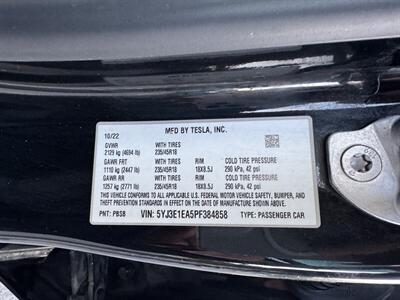 MFD BY TESLA, INC.
10/22
GVWR WITH TIRES
2129 kg (4694 lb) 235/45R18
GAWR FRT WITH TIRES RIM COLD TIRE PRESSURE
1110 kg (2447 lb) 235/45R18 18X8.5J 290 kPa, 42 psi
GAWR RR WITH TIRES RIM COLD TIRE PRESSURE
1257 kg (2771 lb) 235/45R18 18X8.5J 290 kPa, 42 psi
THIS VEHICLE CONFORMS TO ALL APPLICABLE U.S. FEDERAL MOTOR VEHICLE SAFETY, BUMPER, AND
THEFT PREVENTION STANDARDS IN EFFECT ON THE DATE OF MANUFACTURE SHOWN ABOVE.
PNT: PBSB VIN: 5YJ3E1EA5PF384858 TYPE: PASSENGER CAR